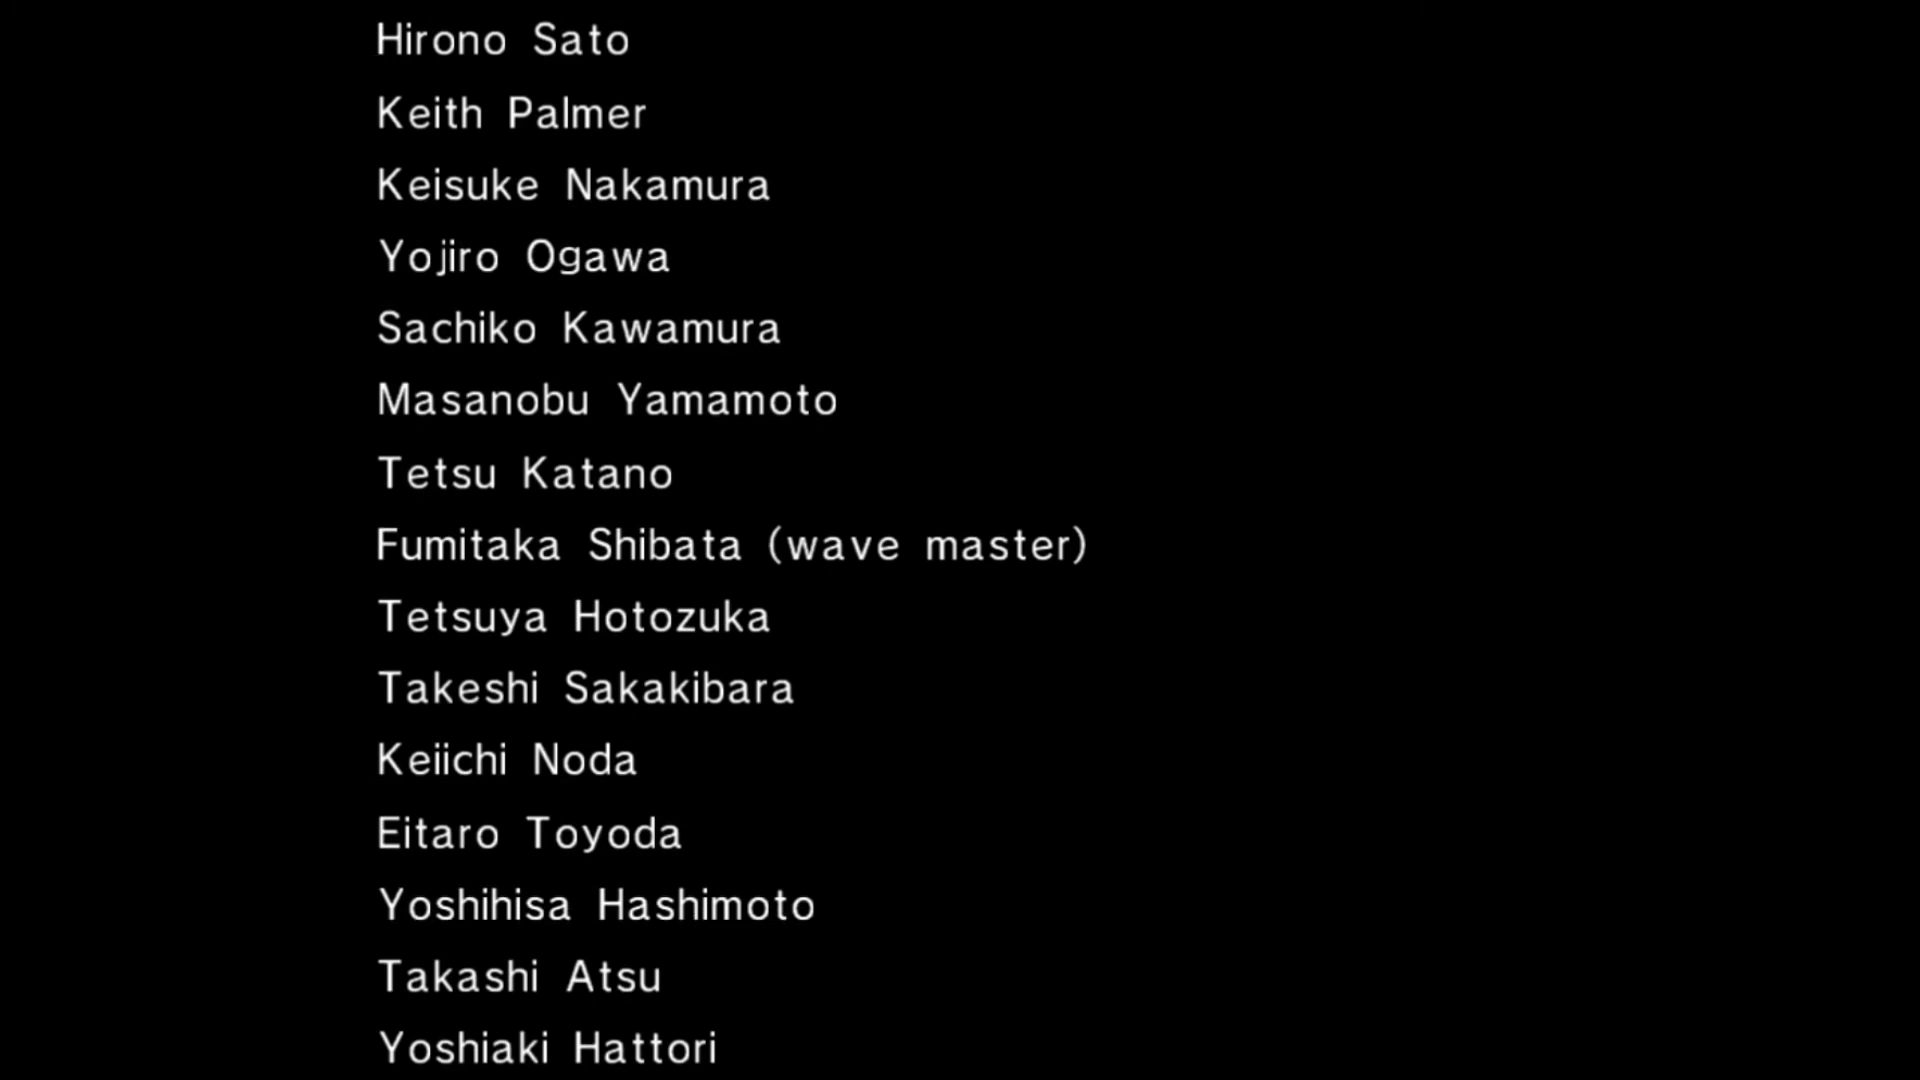 Hirono Sato
Keith Palmer
Keisuke Nakamura
Yojiro Ogawa
Sachiko Kawamura
Masanobu Yamamoto
Tetsu Katano
Fumitaka Shibata (wave master)
Tetsuya Hotozuka
Takeshi Sakakibara
Keiichi Noda
Eitaro Toyoda
Yoshihisa Hashimoto
Takashi Atsu
Yoshiaki Hattori